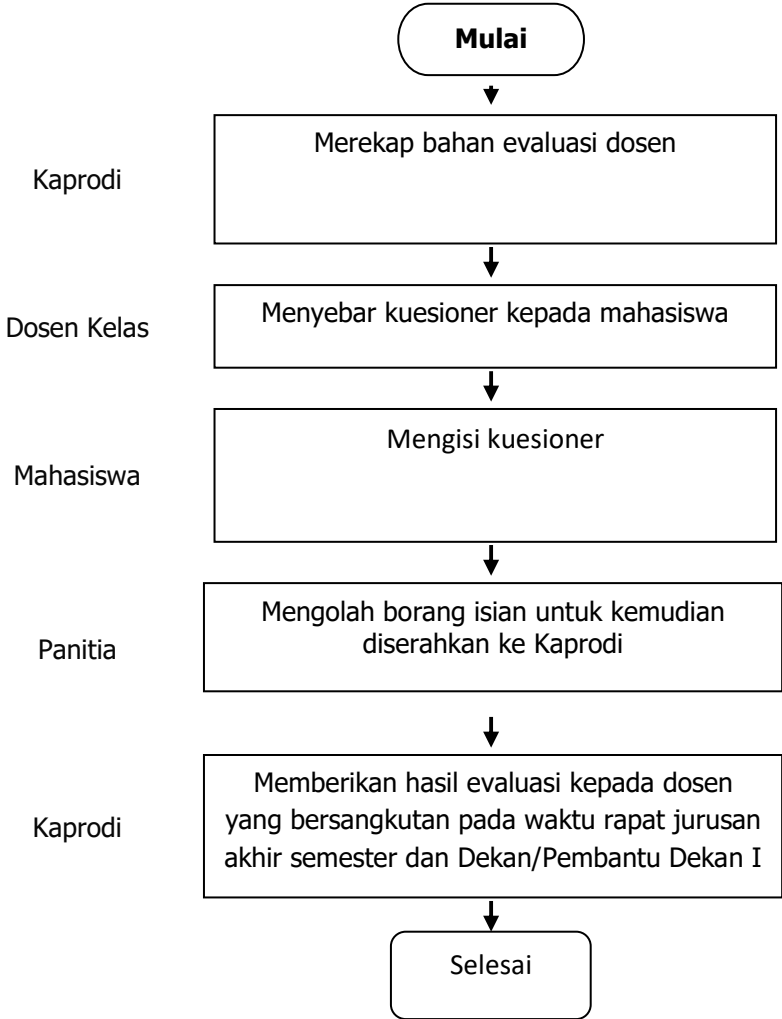 Mulai
Kaprodi
Merekap bahan evaluasi dosen
Dosen Kelas
Menyebar kuesioner kepada mahasiswa
Mahasiswa
Mengisi kuesioner
Panitia
Mengolah borang isian untuk kemudian
diserahkan ke Kaprodi
Kaprodi
Memberikan hasil evaluasi kepada dosen
yang bersangkutan pada waktu rapat jurusan
akhir semester dan Dekan/Pembantu Dekan I
Selesai